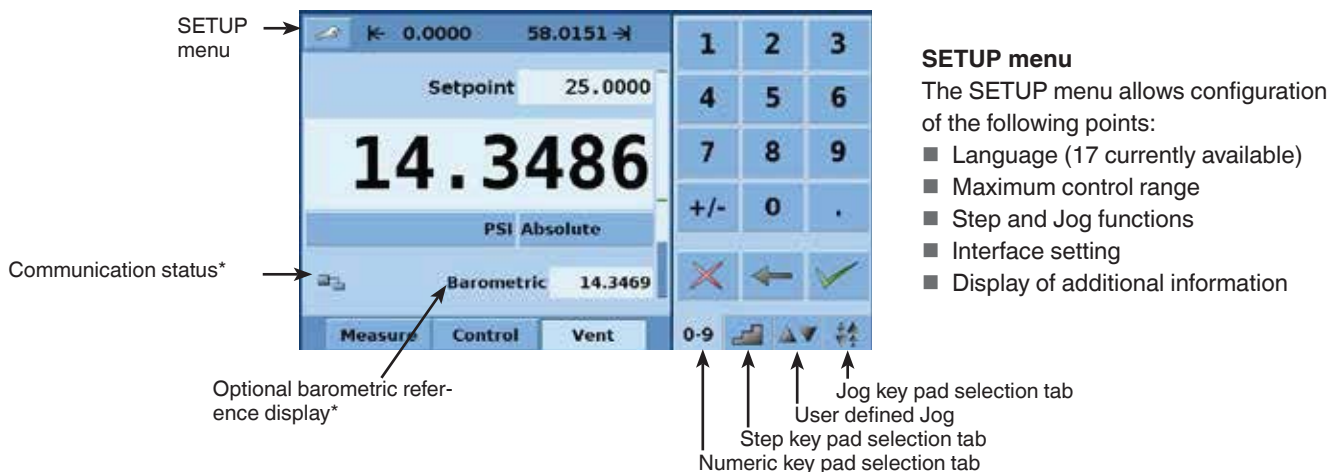 SETUP
menu
0.0000 58.0151
Setpoint 25.0000
14.3486
PSI Absolute
Barometric 14.3469
Measure Control Vent
1 2 3
4 5 6
7 8 9
+/- 0 .
0-9
Communication status*
Optional barometric refer-
ence display*
Jog key pad selection tab
User defined Jog
Step key pad selection tab
Numeric key pad selection tab
SETUP menu
The SETUP menu allows configuration
of the following points:
■ Language (17 currently available)
■ Maximum control range
■ Step and Jog functions
■ Interface setting
■ Display of additional information